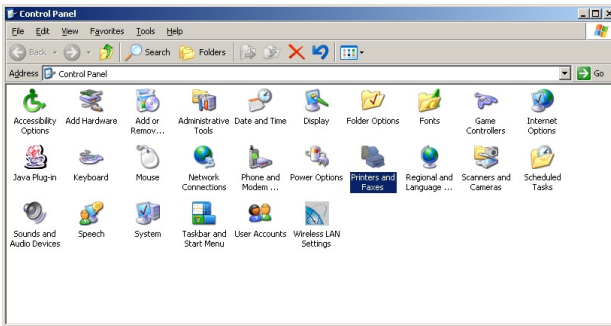 Control Panel
File Edit View Favorites Tools Help
Back Search Folders
Address Control Panel Go
Accessibility Options
Add Hardware
Add or Remov...
Administrative Tools
Date and Time
Display
Folder Options
Fonts
Game Controllers
Internet Options
Java Plug-in
Keyboard
Mouse
Network Connections
Phone and Modem ...
Power Options
Printers and Faxes
Regional and Language ...
Scanners and Cameras
Scheduled Tasks
Sounds and Audio Devices
Speech
System
Taskbar and Start Menu
User Accounts
Wireless LAN Settings